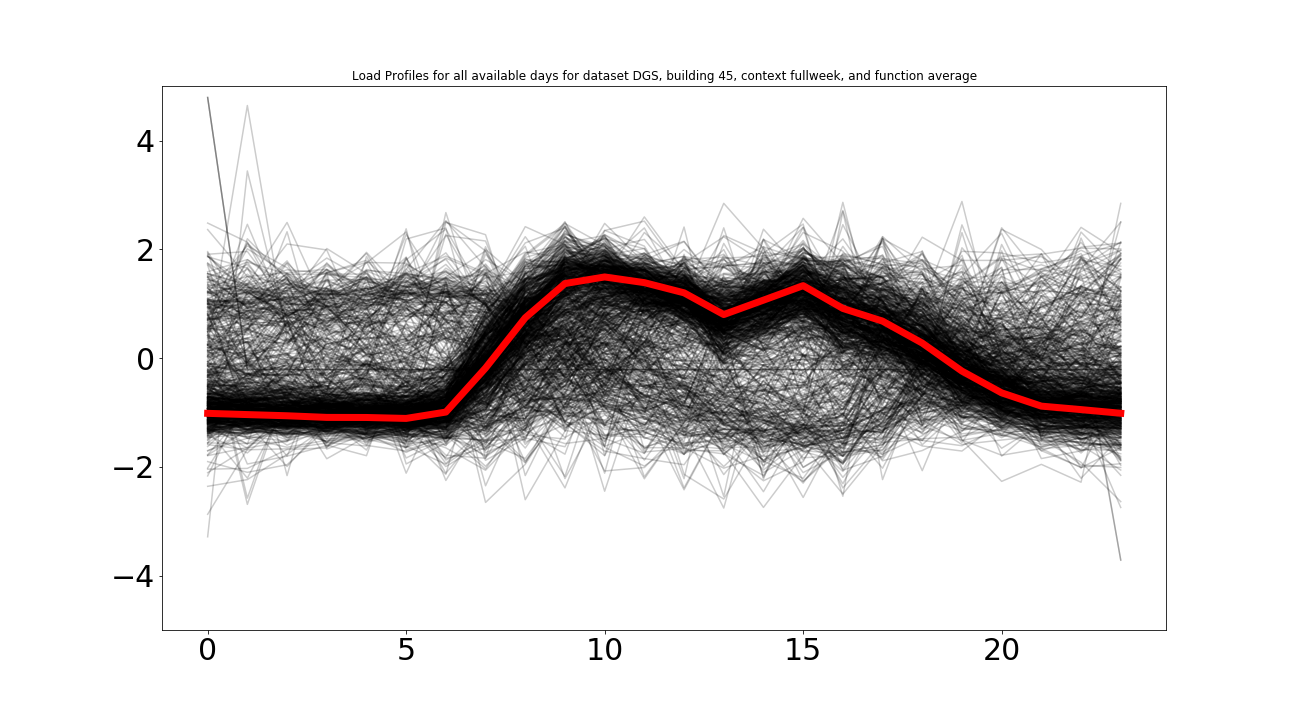 Load Profiles for all available days for dataset DGS, building 45, context fullweek, and function average
4
2
0
−2
−4
0 5 10 15 20